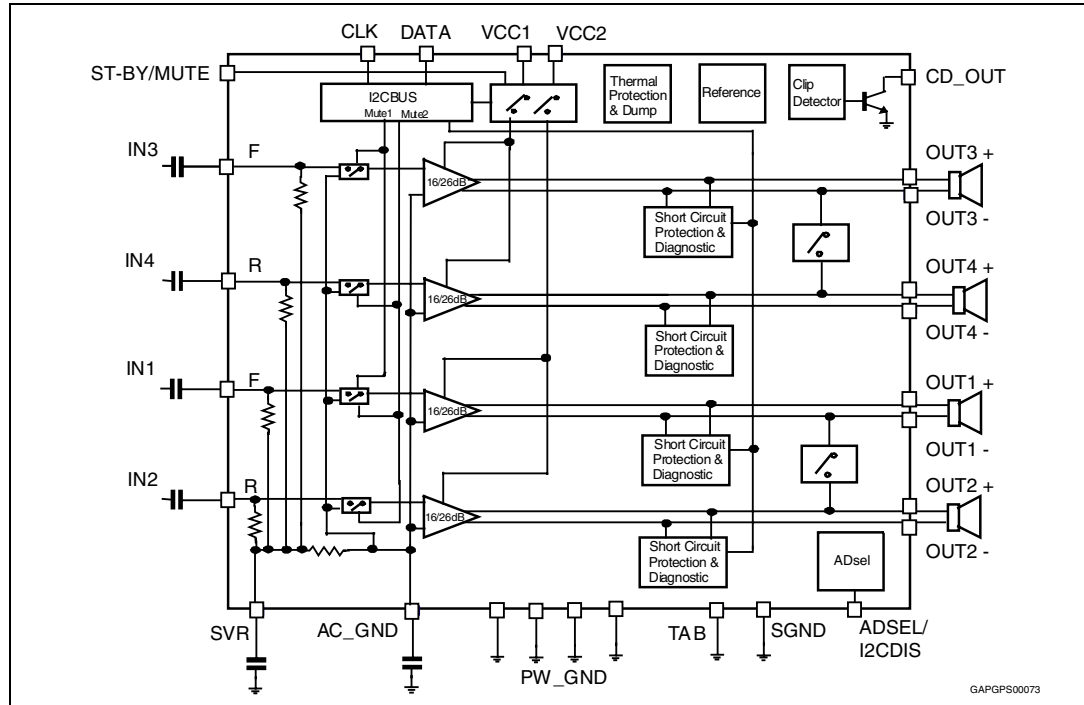 CLK
DATA
VCC1
VCC2
ST-BY/MUTE
I2CBUS
Mute1
Mute2
Thermal
Protection
& Dump
Reference
Clip
Detector
CD_OUT
IN3
F
16/26dB
Short Circuit
Protection &
Diagnostic
OUT3 +
OUT3 -
IN4
R
16/26dB
Short Circuit
Protection &
Diagnostic
OUT4 +
OUT4 -
IN1
F
16/26dB
Short Circuit
Protection &
Diagnostic
OUT1 +
OUT1 -
IN2
R
16/26dB
Short Circuit
Protection &
Diagnostic
OUT2 +
OUT2 -
ADsel
SVR
AC_GND
PW_GND
TAB
SGND
ADSEL/
I2CDIS
GAPGPS00073